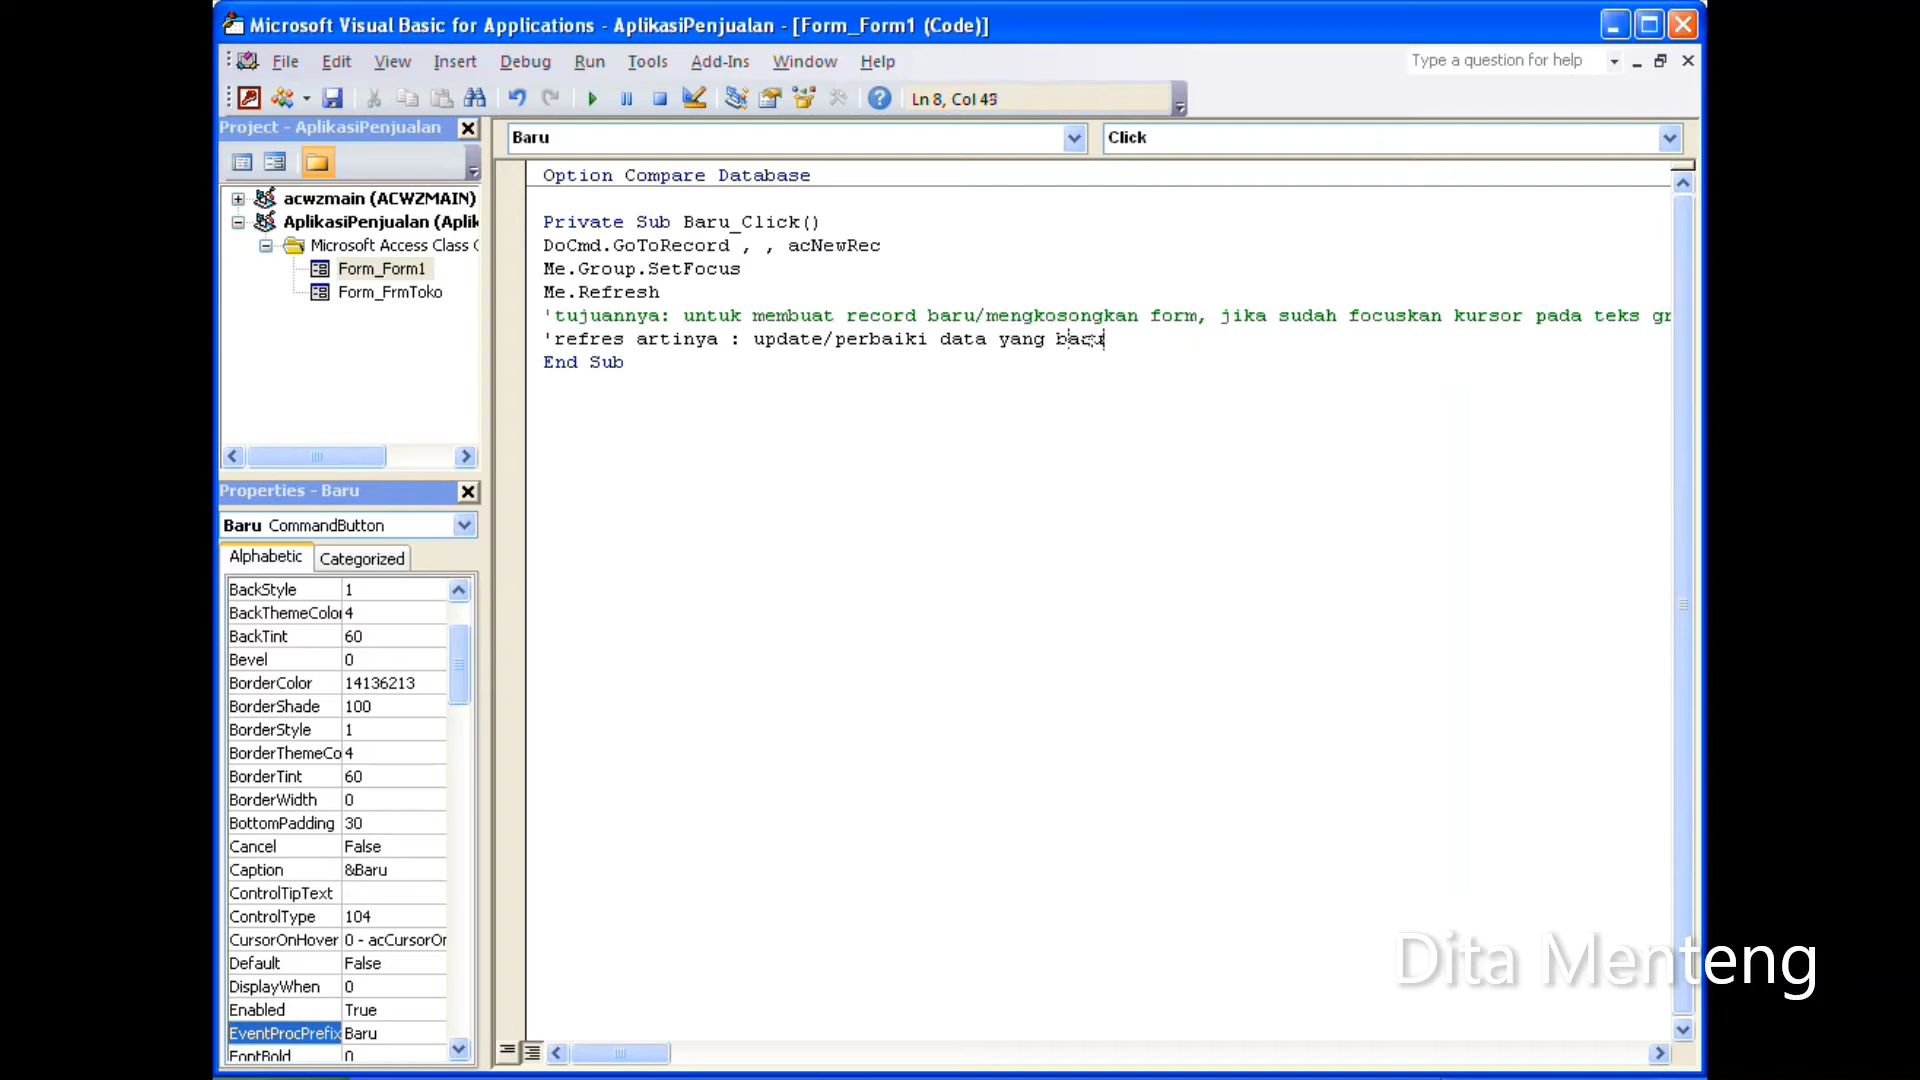 Microsoft Visual Basic for Applications - AplikasiPenjualan - [Form_Form1 (Code)]
File Edit View Insert Debug Run Tools Add-Ins Window Help
Type a question for help
Ln 8, Col 49
Project - AplikasiPenjualan
acwzmain (ACWZMAIN)
AplikasiPenjualan (Aplik
Microsoft Access Class
Form_Form1
Form_FrmToko
Baru
Click
Option Compare Database
Private Sub Baru_Click()
DoCmd.GoToRecord , , acNewRec
Me.Group.SetFocus
Me.Refresh
'tujuannya: untuk membuat record baru/mengkosongkan form, jika sudah focuskan kursor pada teks gr
'refres artinya : update/perbaiki data yang baru
End Sub
Properties - Baru
Baru CommandButton
Alphabetic Categorized
BackStyle 1
BackThemeColor 4
BackTint 60
Bevel 0
BorderColor 14136213
BorderShade 100
BorderStyle 1
BorderThemeCo 4
BorderTint 60
BorderWidth 0
BottomPadding 30
Cancel False
Caption &Baru
ControlTipText
ControlType 104
CursorOnHover 0 - acCursorOn
Default False
DisplayWhen 0
Enabled True
EventProcPrefix Baru
FontBold 0
Dita Menteng